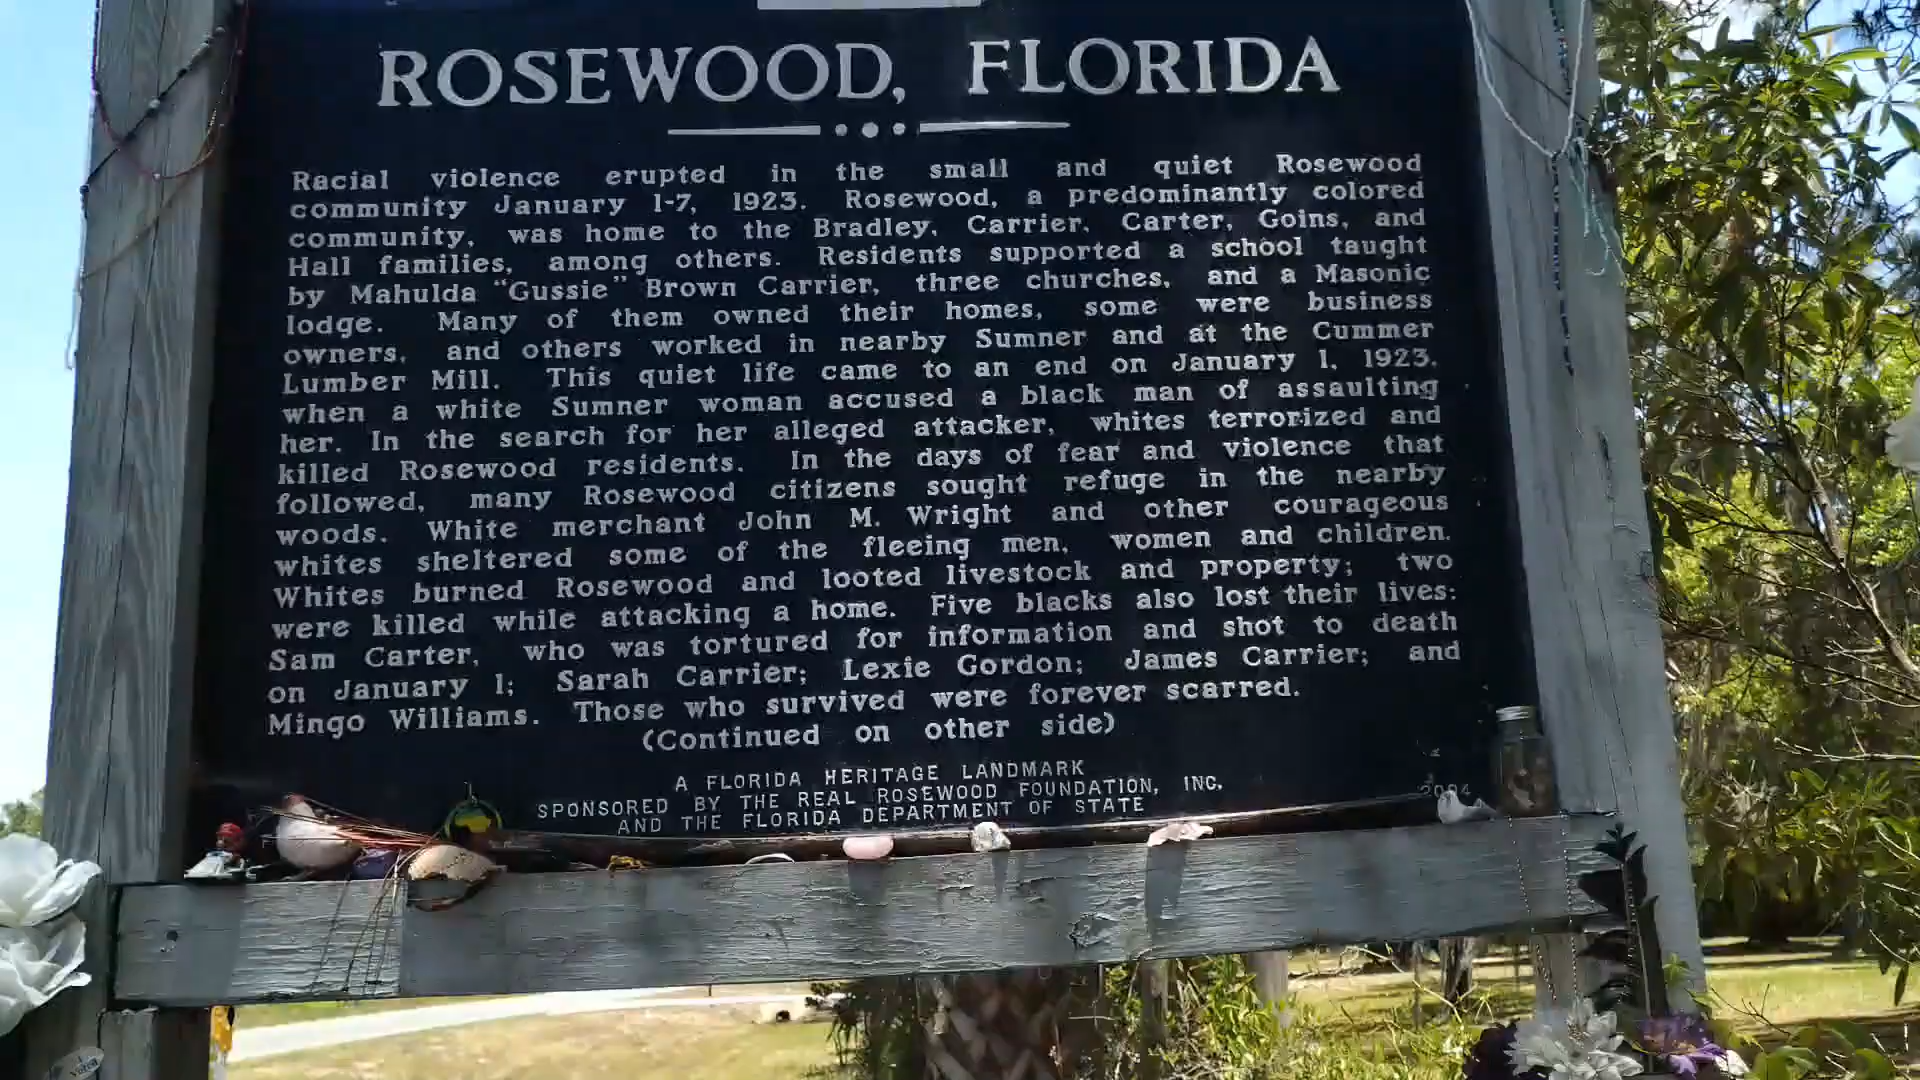 ROSEWOOD, FLORIDA
Racial violence erupted in the small and quiet Rosewood
community January 1-7, 1923. Rosewood, a predominantly colored
community, was home to the Bradley, Carrier, Carter, Goins, and
Hall families, among others. Residents supported a school taught
by Mahulda "Gussie" Brown Carrier, three churches, and a Masonic
lodge. Many of them owned their homes, some were business
owners, and others worked in nearby Sumner and at the Cummer
Lumber Mill. This quiet life came to an end on January 1, 1923,
when a white Sumner woman accused a black man of assaulting
her. In the search for her alleged attacker, whites terrorized and
killed Rosewood residents. In the days of fear and violence that
followed, many Rosewood citizens sought refuge in the nearby
woods. White merchant John M. Wright and other courageous
whites sheltered some of the fleeing men, women and children.
Whites burned Rosewood and looted livestock and property; two
were killed while attacking a home. Five blacks also lost their lives:
Sam Carter, who was tortured for information and shot to death
on January 1; Sarah Carrier; Lexie Gordon; James Carrier; and
Mingo Williams. Those who survived were forever scarred.
(Continued on other side)
A FLORIDA HERITAGE LANDMARK
SPONSORED BY THE REAL ROSEWOOD FOUNDATION, INC.
AND THE FLORIDA DEPARTMENT OF STATE
2004